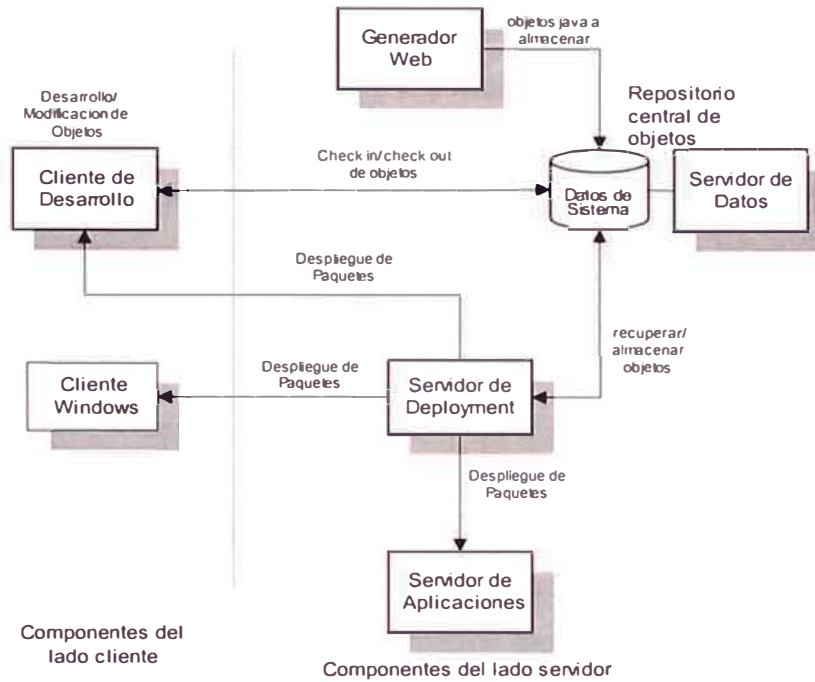 objetos java a
almacenar
Generador
Web
Desarrollo/
Modificacion de
Objetos
Repositorio
central de
objetos
Cliente de
Desarrollo
Check in/check out
de objetos
Datos de
Sistema
Servidor de
Datos
Despliegue de
Paquetes
recuperar/
almacenar
objetos
Cliente
Windows
Despliegue de
Paquetes
Servidor de
Deployment
Despliegue de
Paquetes
Servidor de
Aplicaciones
Componentes del
lado cliente
Componentes del lado servidor